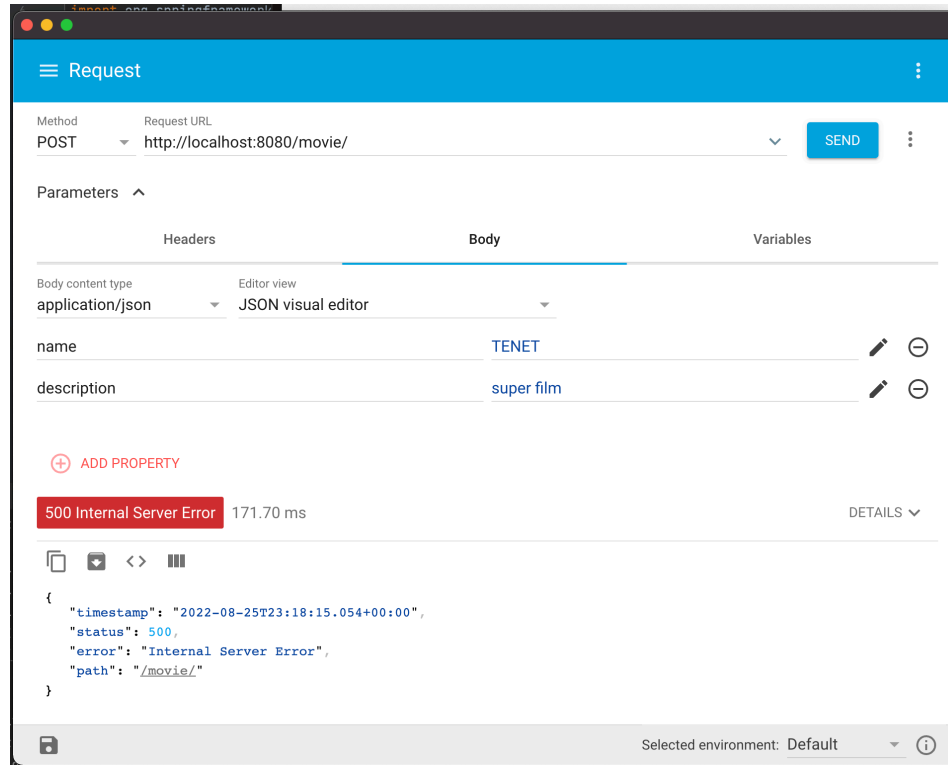 import org.springframework
Request
Method
Request URL
POST
http://localhost:8080/movie/
SEND
Parameters
Headers
Body
Variables
Body content type
Editor view
application/json
JSON visual editor
name
TENET
description
super film
ADD PROPERTY
500 Internal Server Error
171.70 ms
DETAILS
{
"timestamp": "2022-08-25T23:18:15.054+00:00",
"status": 500,
"error": "Internal Server Error",
"path": "/movie/"
}
Selected environment:
Default